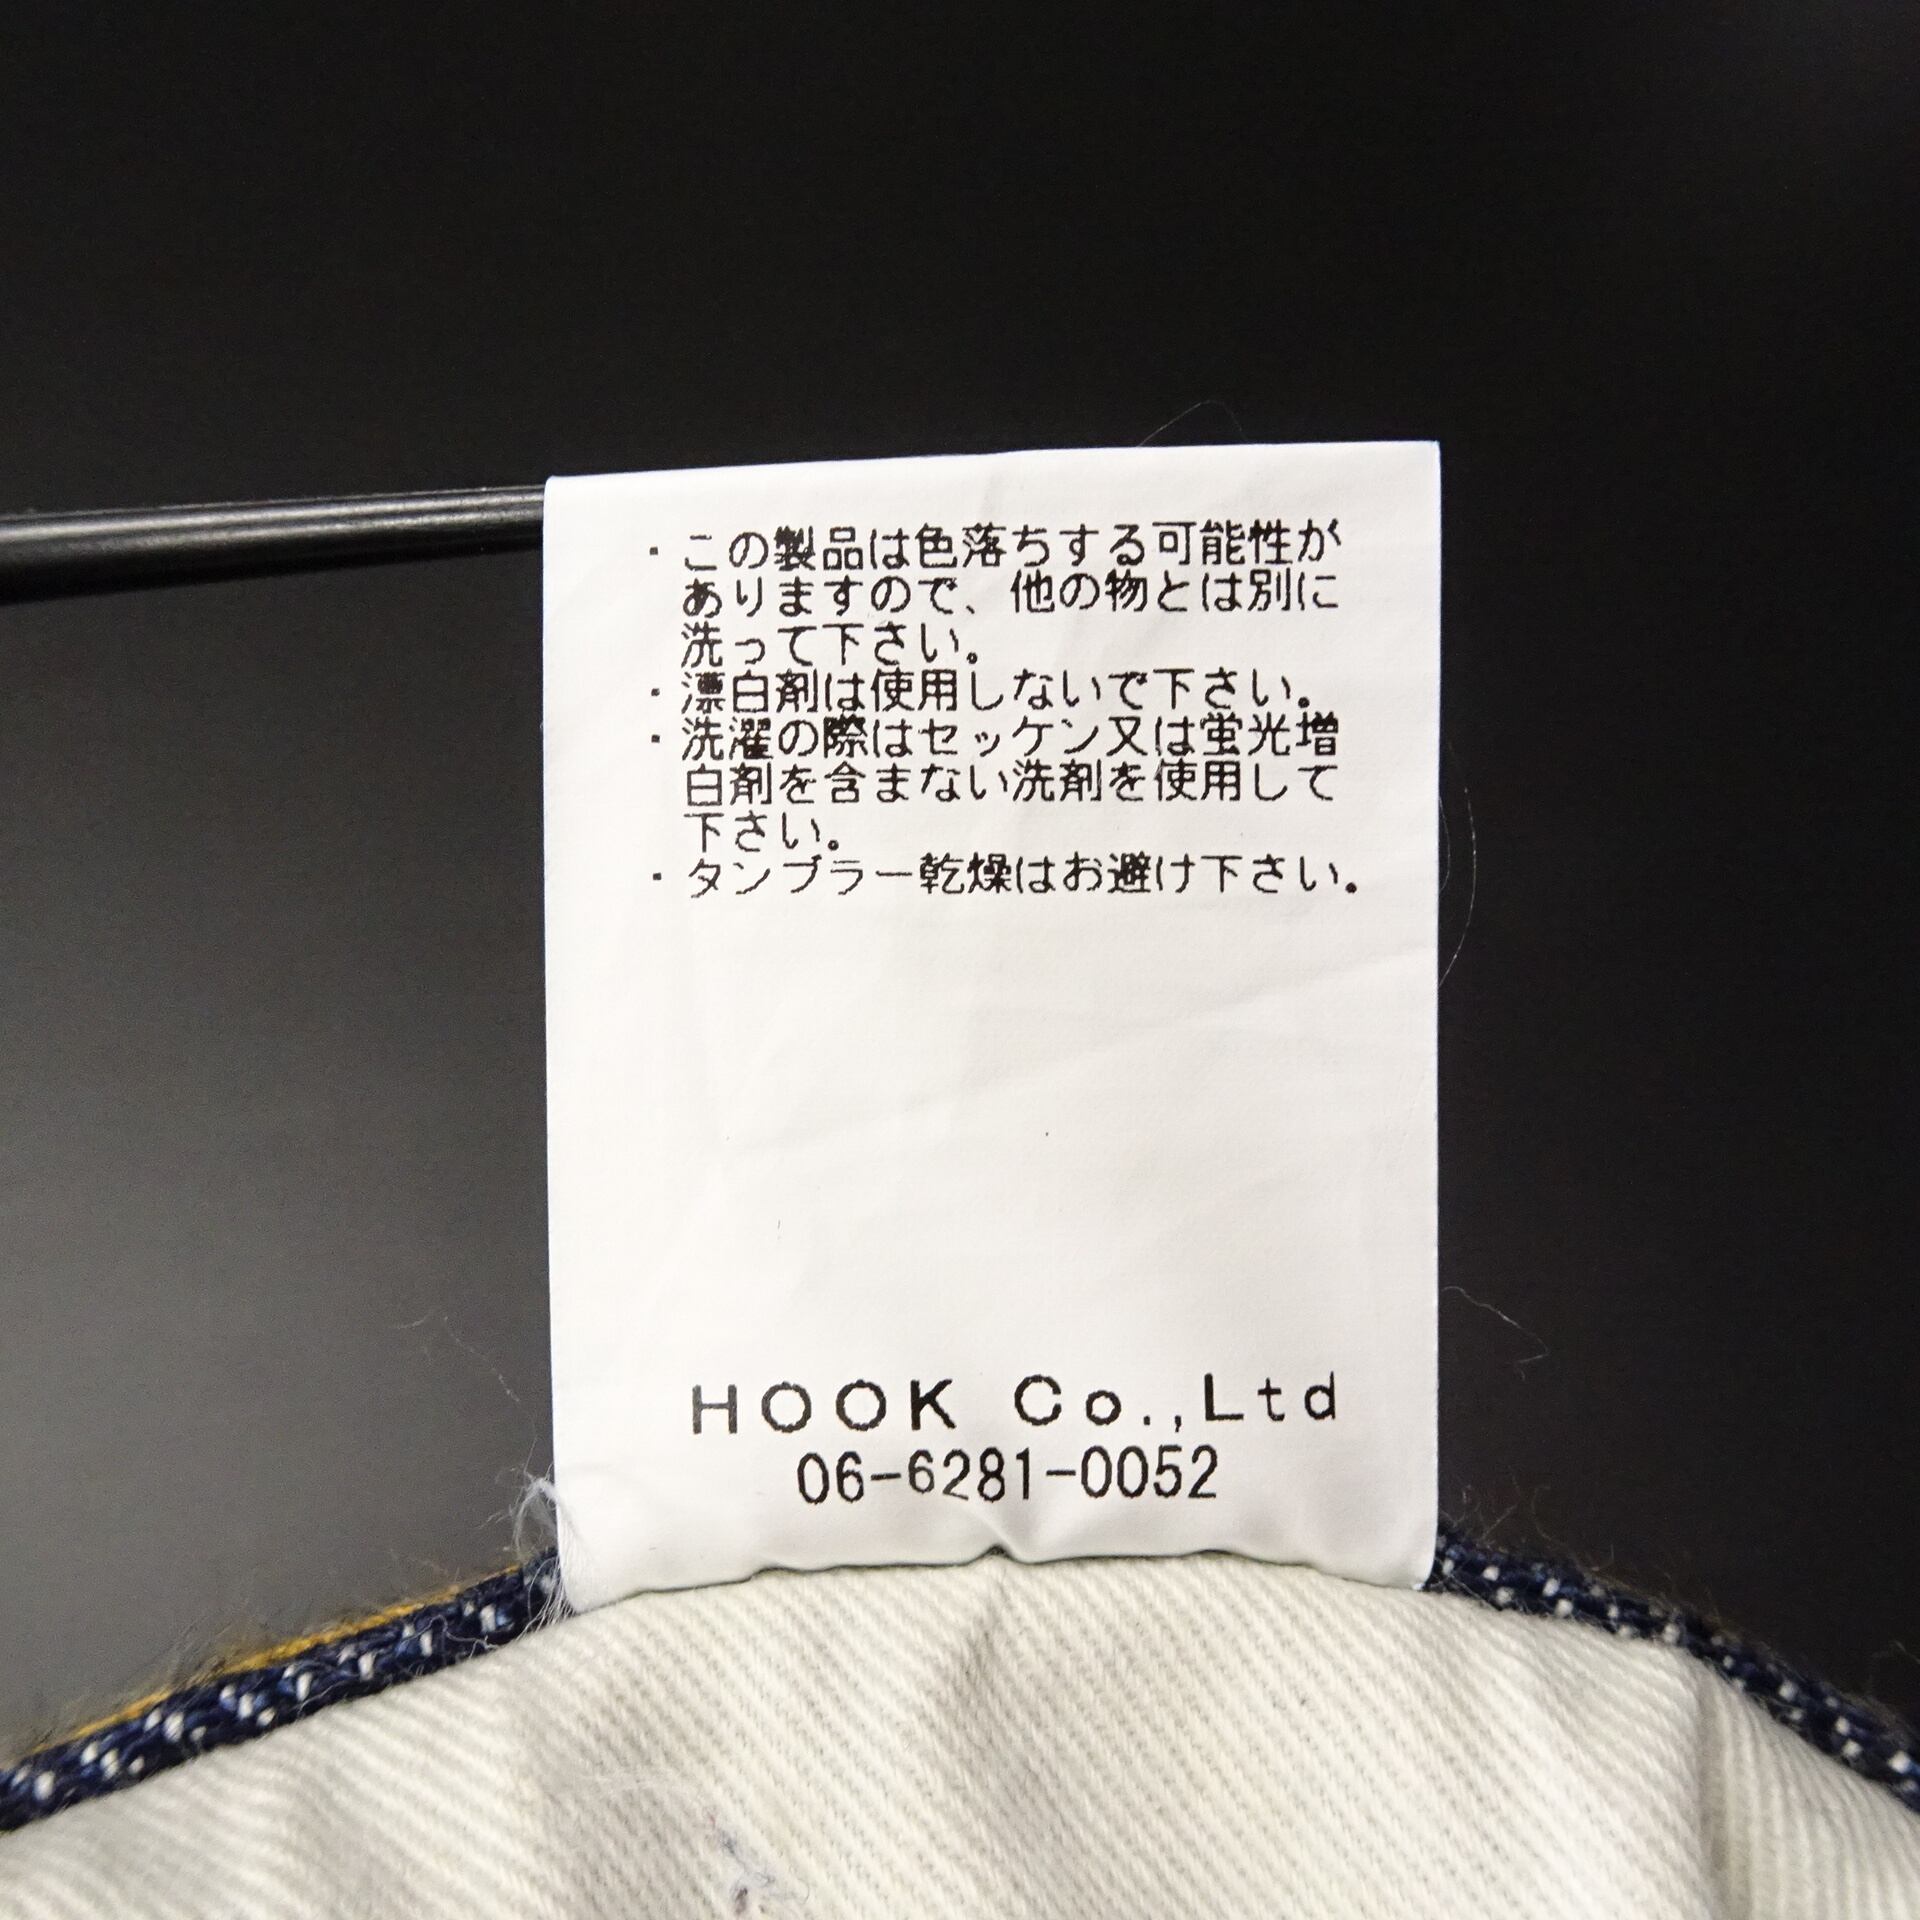 ・この製品は色落ちする可能性が
ありますので、他の物とは別に
洗って下さい。
・漂白剤は使用しないで下さい。
・洗濯の際はセッケン又は蛍光増
白剤を含まない洗剤を使用して
下さい。
・タンブラー乾燥はお避け下さい。
HOOK Co.,Ltd
06-6281-0052